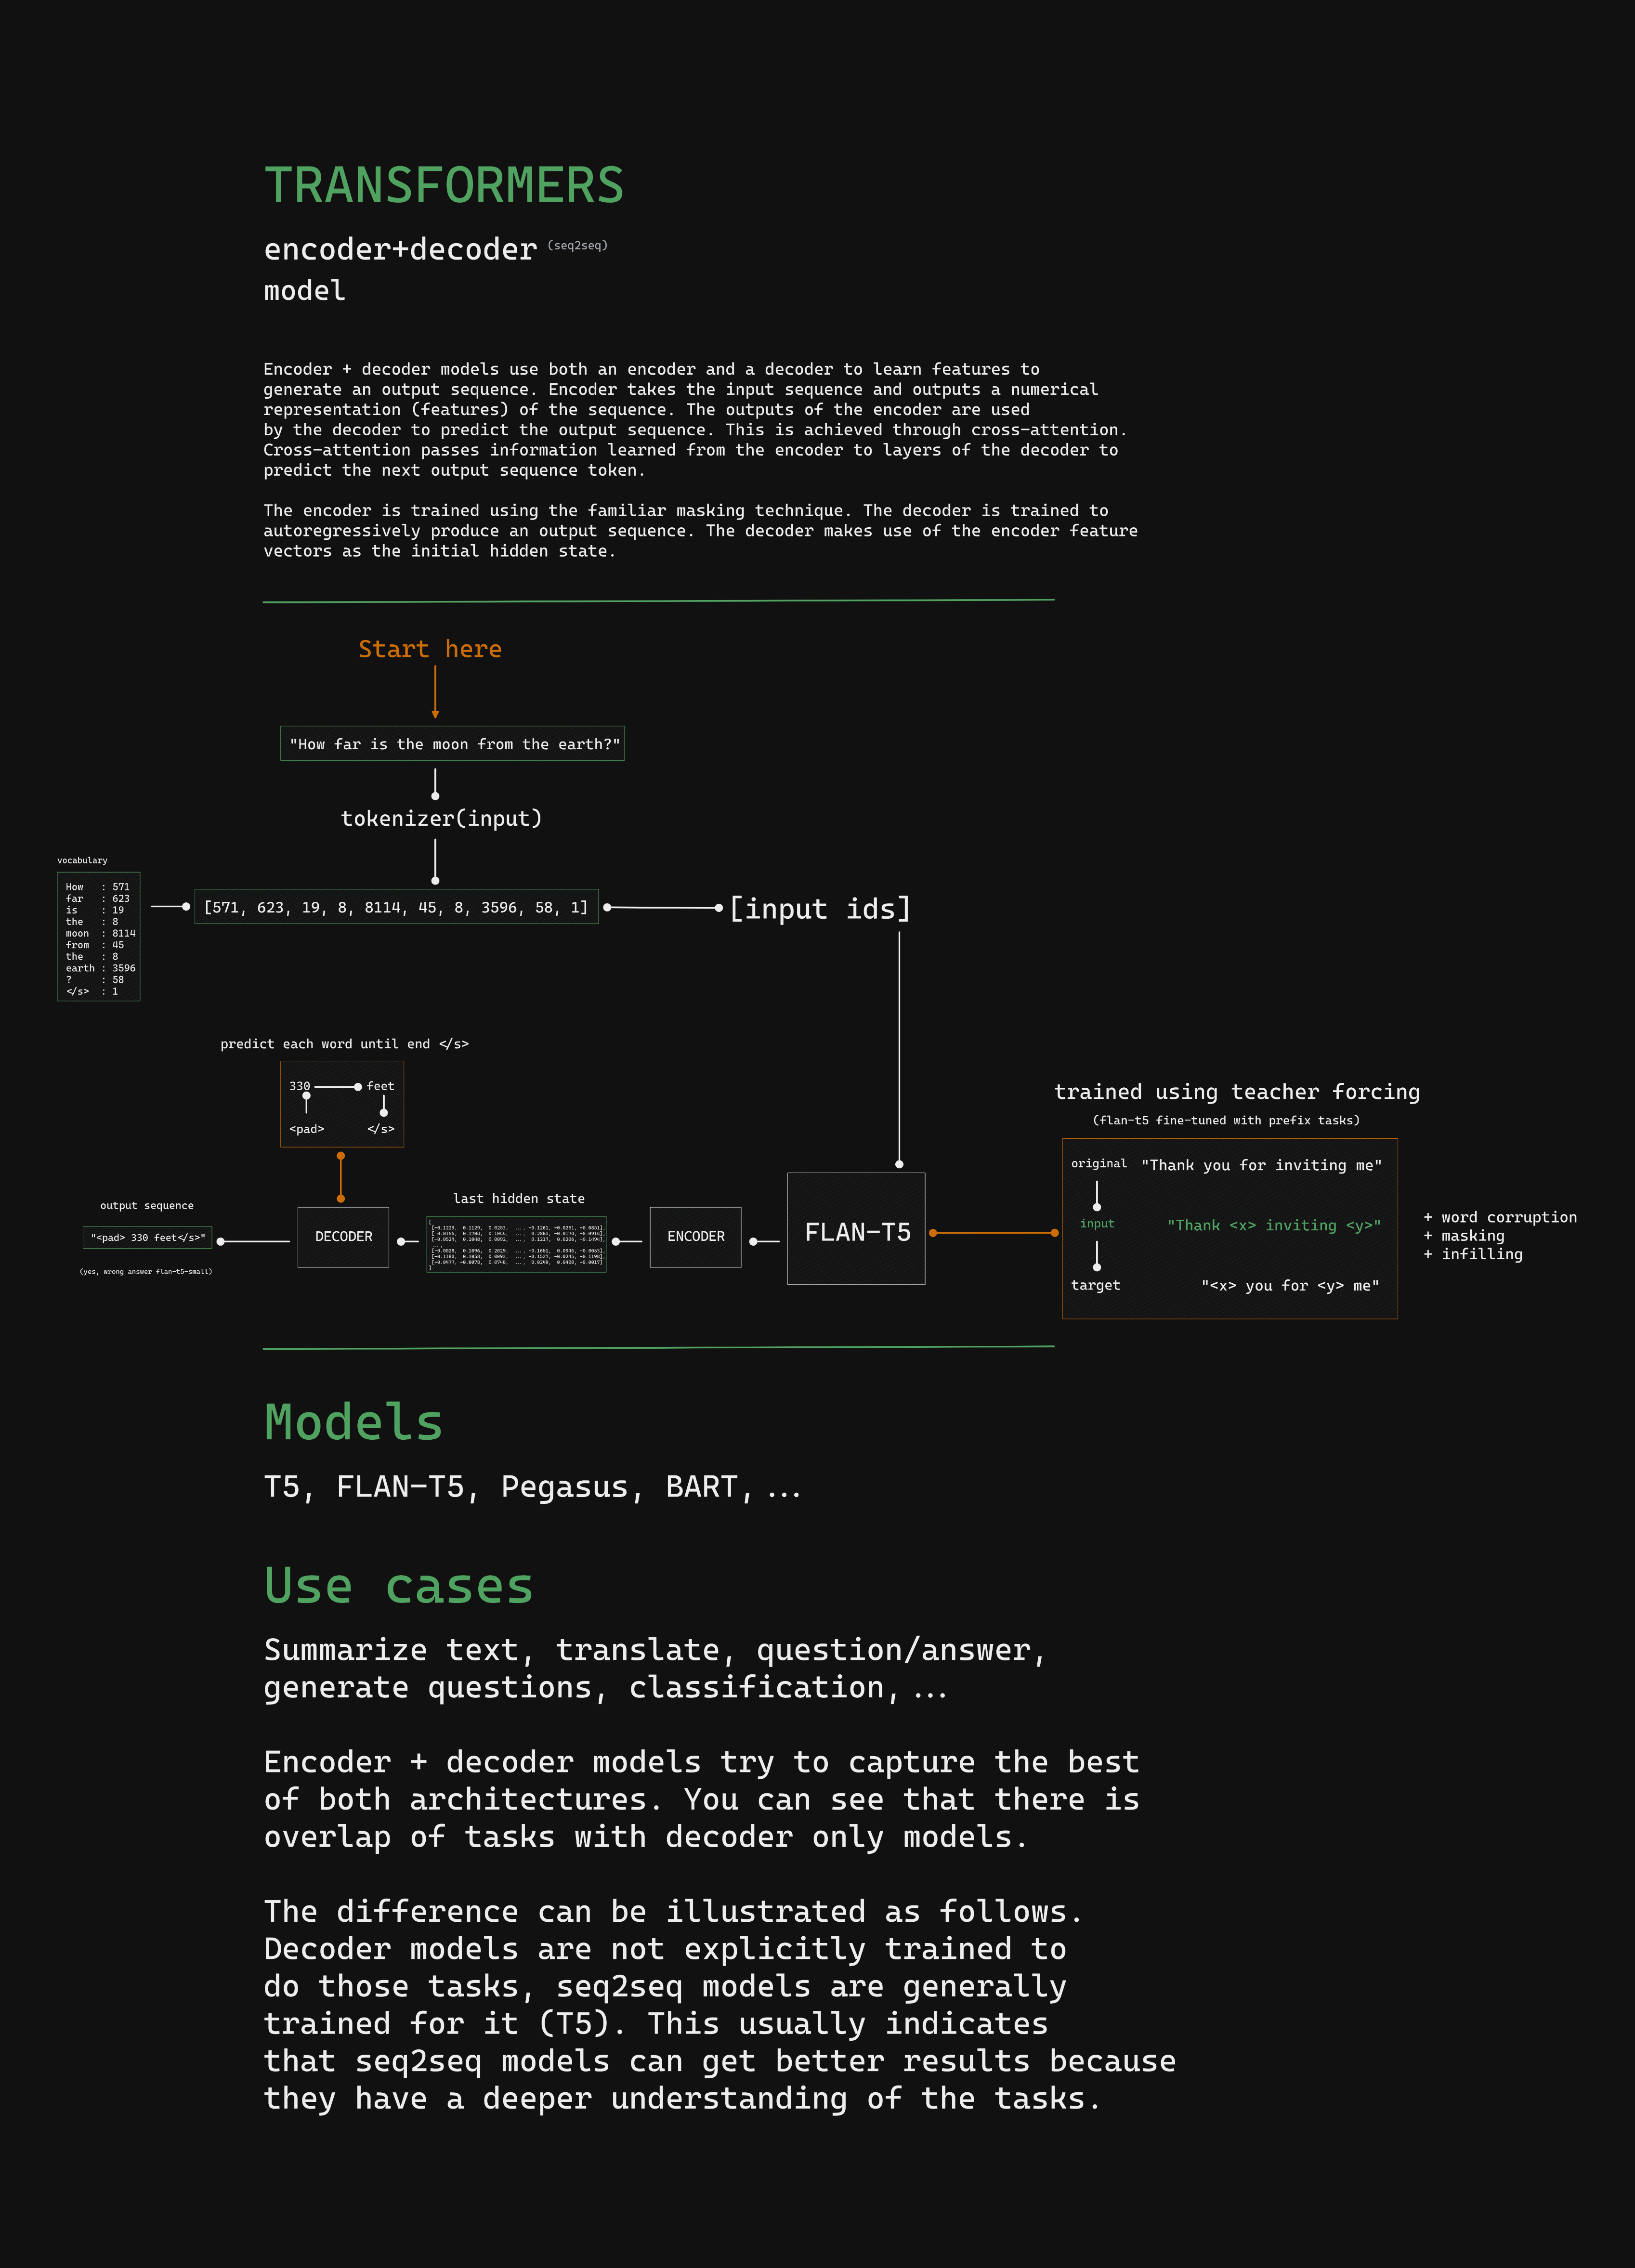 TRANSFORMERS
encoder+decoder (seq2seq)
model
Encoder + decoder models use both an encoder and a decoder to learn features to
generate an output sequence. Encoder takes the input sequence and outputs a numerical
representation (features) of the sequence. The outputs of the encoder are used
by the decoder to predict the output sequence. This is achieved through cross-attention.
Cross-attention passes information learned from the encoder to layers of the decoder to
predict the next output sequence token.
The encoder is trained using the familiar masking technique. The decoder is trained to
autoregressively produce an output sequence. The decoder makes use of the encoder feature
vectors as the initial hidden state.
Start here
"How far is the moon from the earth?"
tokenizer(input)
vocabulary
How : 571
far : 623
is : 19
the : 8
moon : 8114
from : 45
the : 8
earth : 3596
? : 58
</s> : 1
[571, 623, 19, 8, 8114, 45, 8, 3596, 58, 1]
[input ids]
predict each word until end </s>
330 feet
<pad> </s>
output sequence
"<pad> 330 feet</s>"
(yes, wrong answer flan-t5-small)
DECODER
last hidden state
ENCODER
FLAN-T5
trained using teacher forcing
(flan-t5 fine-tuned with prefix tasks)
original "Thank you for inviting me"
input "Thank <x> inviting <y>"
target "<x> you for <y> me"
+ word corruption
+ masking
+ infilling
Models
T5, FLAN-T5, Pegasus, BART, ...
Use cases
Summarize text, translate, question/answer,
generate questions, classification, ...
Encoder + decoder models try to capture the best
of both architectures. You can see that there is
overlap of tasks with decoder only models.
The difference can be illustrated as follows.
Decoder models are not explicitly trained to
do those tasks, seq2seq models are generally
trained for it (T5). This usually indicates
that seq2seq models can get better results because
they have a deeper understanding of the tasks.